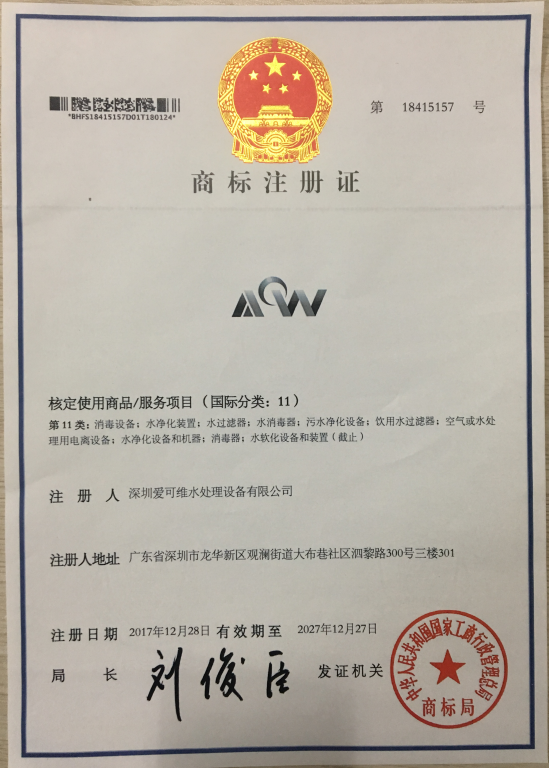 *BHFS18415157D01T180124*
第 18415157 号
商标注册证
AQW
核定使用商品/服务项目（国际分类：11）
第11类：消毒设备；水净化装置；水过滤器；水消毒器；污水净化设备；饮用水过滤器；空气或水处
理用电离设备；水净化设备和机器；消毒器；水软化设备和装置（截止）
注册人 深圳爱可维水处理设备有限公司
注册人地址 广东省深圳市龙华新区观澜街道大布巷社区泗黎路300号三楼301
注册日期 2017年12月28日 有效期至 2027年12月27日
局长 刘俊臣 发证机关
中华人民共和国国家工商行政管理总局
商标局